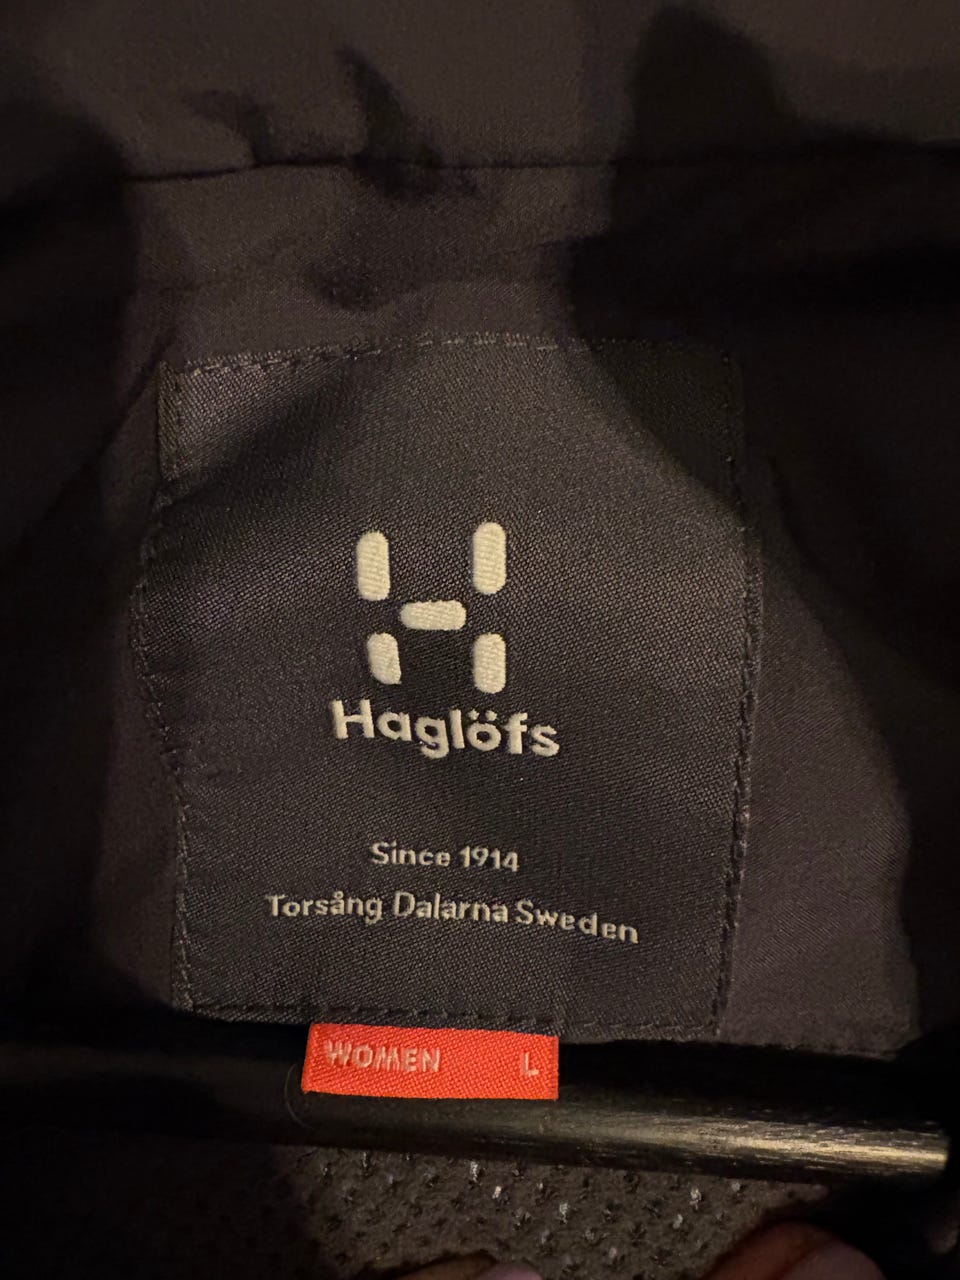 Haglöfs
Since 1914
Torsång Dalarna Sweden
WOMEN L